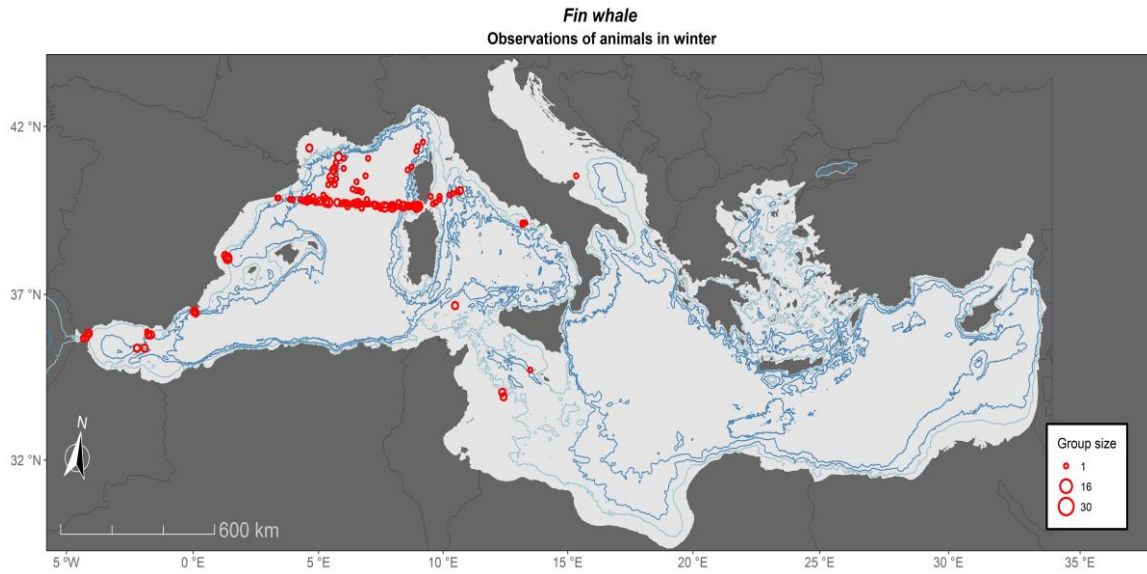 Fin whale
Observations of animals in winter
42 °N
37 °N
32 °N
N
600 km
Group size
1
16
30
5 °W
0 °E
5 °E
10 °E
15 °E
20 °E
25 °E
30 °E
35 °E